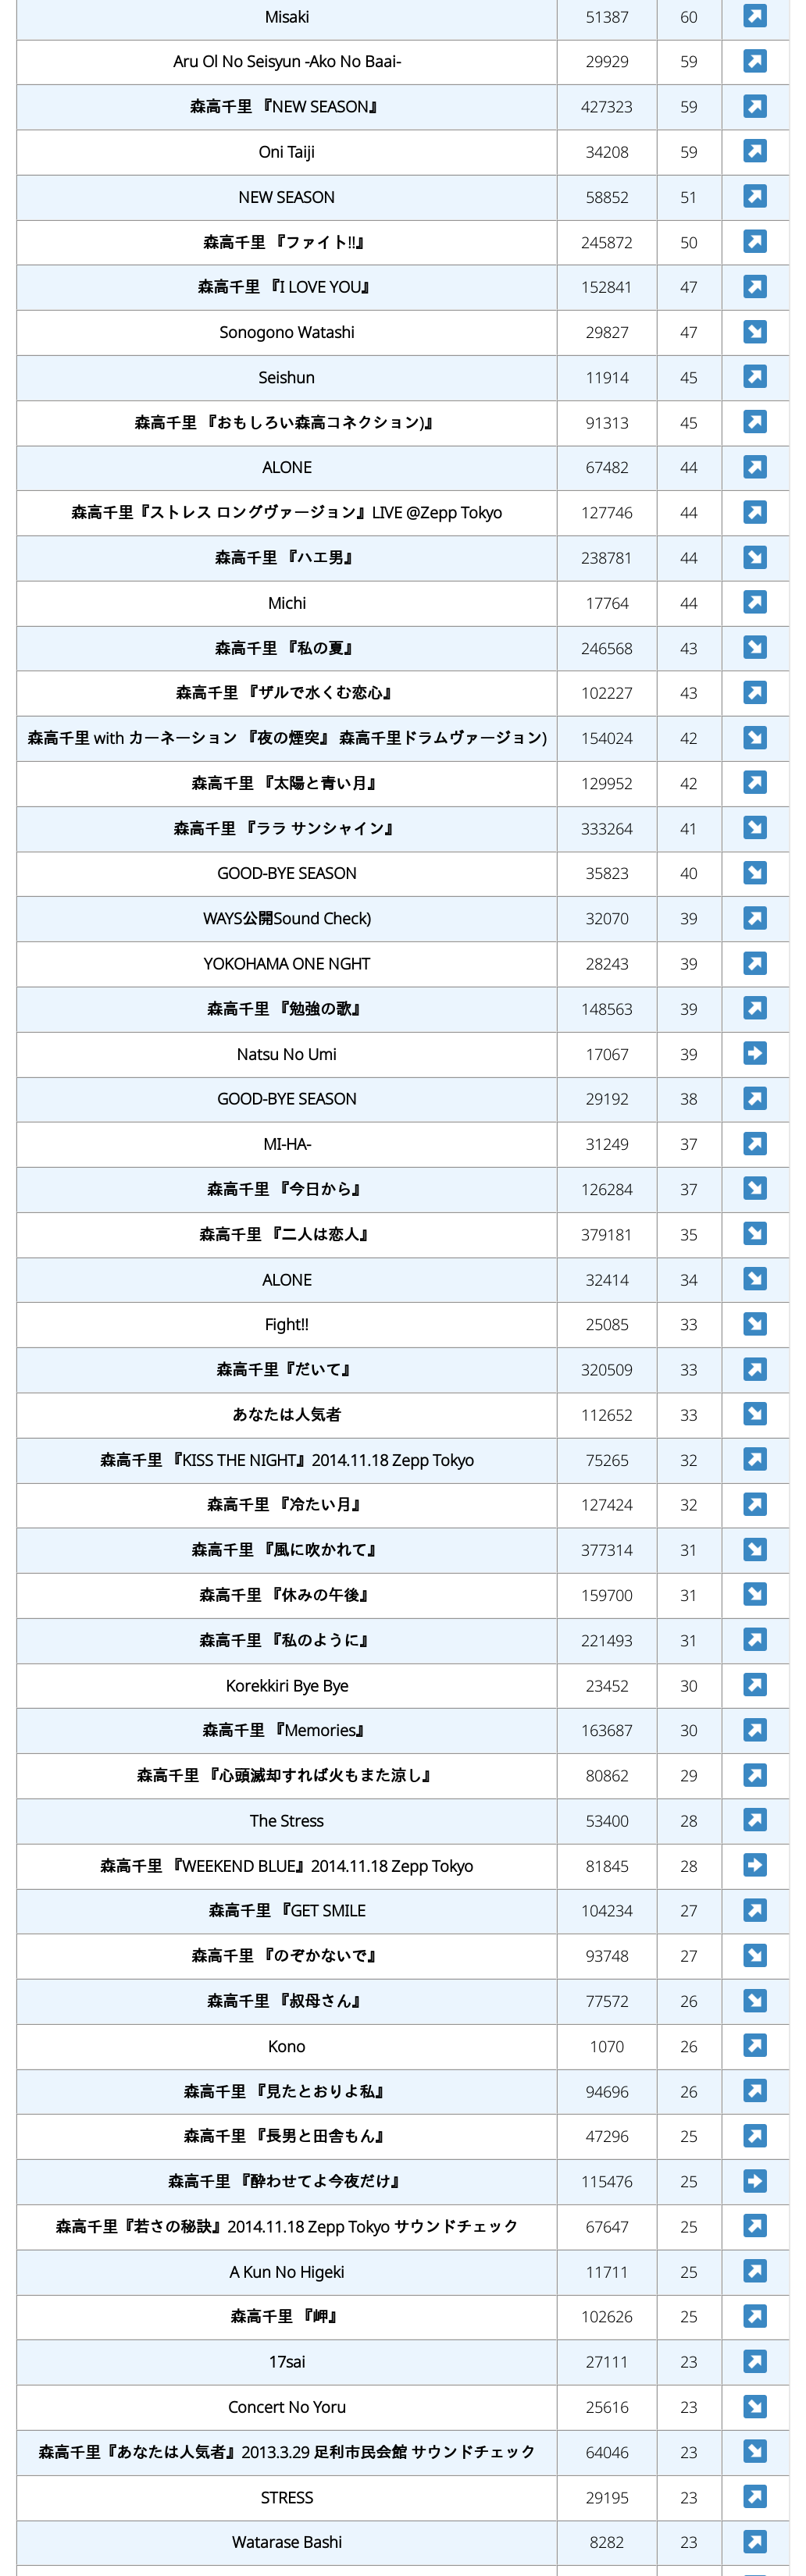 Misaki 51387 60
Aru Ol No Seisyun -Ako No Baai- 29929 59
森高千里 『NEW SEASON』 427323 59
Oni Taiji 34208 59
NEW SEASON 58852 51
森高千里 『ファイト!!』 245872 50
森高千里 『I LOVE YOU』 152841 47
Sonogono Watashi 29827 47
Seishun 11914 45
森高千里 『おもしろい森高コネクション)』 91313 45
ALONE 67482 44
森高千里『ストレス ロングヴァージョン』LIVE @Zepp Tokyo 127746 44
森高千里 『ハエ男』 238781 44
Michi 17764 44
森高千里 『私の夏』 246568 43
森高千里 『ザルで水くむ恋心』 102227 43
森高千里 with カーネーション 『夜の煙突』 森高千里ドラムヴァージョン) 154024 42
森高千里 『太陽と青い月』 129952 42
森高千里 『ララ サンシャイン』 333264 41
GOOD-BYE SEASON 35823 40
WAYS公開Sound Check) 32070 39
YOKOHAMA ONE NGHT 28243 39
森高千里 『勉強の歌』 148563 39
Natsu No Umi 17067 39
GOOD-BYE SEASON 29192 38
MI-HA- 31249 37
森高千里 『今日から』 126284 37
森高千里 『二人は恋人』 379181 35
ALONE 32414 34
Fight!! 25085 33
森高千里『だいて』 320509 33
あなたは人気者 112652 33
森高千里 『KISS THE NIGHT』2014.11.18 Zepp Tokyo 75265 32
森高千里 『冷たい月』 127424 32
森高千里 『風に吹かれて』 377314 31
森高千里 『休みの午後』 159700 31
森高千里 『私のように』 221493 31
Korekkiri Bye Bye 23452 30
森高千里 『Memories』 163687 30
森高千里 『心頭滅却すれば火もまた涼し』 80862 29
The Stress 53400 28
森高千里 『WEEKEND BLUE』2014.11.18 Zepp Tokyo 81845 28
森高千里 『GET SMILE 104234 27
森高千里 『のぞかないで』 93748 27
森高千里 『叔母さん』 77572 26
Kono 1070 26
森高千里 『見たとおりよ私』 94696 26
森高千里 『長男と田舎もん』 47296 25
森高千里 『酔わせてよ今夜だけ』 115476 25
森高千里『若さの秘訣』2014.11.18 Zepp Tokyo サウンドチェック 67647 25
A Kun No Higeki 11711 25
森高千里 『岬』 102626 25
17sai 27111 23
Concert No Yoru 25616 23
森高千里『あなたは人気者』2013.3.29 足利市民会館 サウンドチェック 64046 23
STRESS 29195 23
Watarase Bashi 8282 23